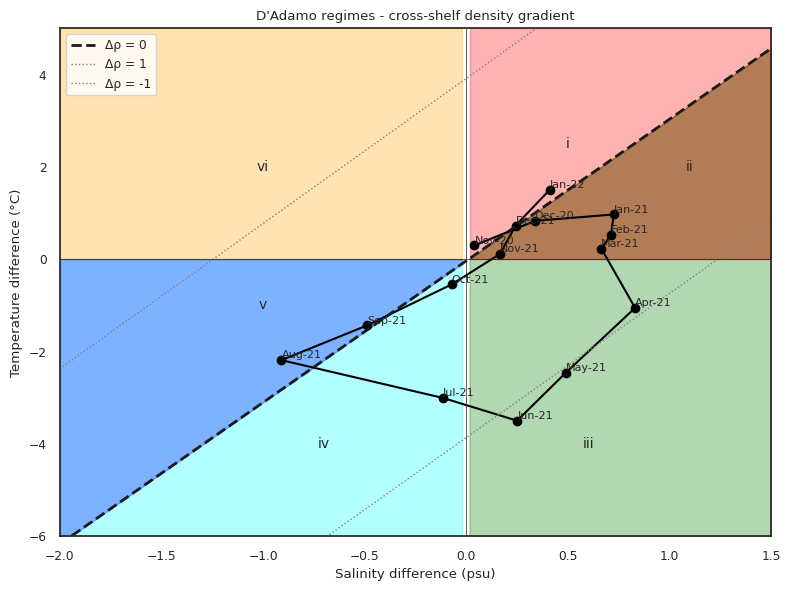 D'Adamo regimes - cross-shelf density gradient
Δρ = 0
Δρ = 1
Δρ = -1
i
ii
iii
iv
v
vi
Jan-22
Dec-20
Jan-21
Feb-21
Mar-21
Nov-20
Nov-21
Oct-21
Apr-21
Sep-21
Aug-21
May-21
Jul-21
Jun-21
4
2
0
−2
−4
−6
Temperature difference (°C)
−2.0
−1.5
−1.0
−0.5
0.0
0.5
1.0
1.5
Salinity difference (psu)